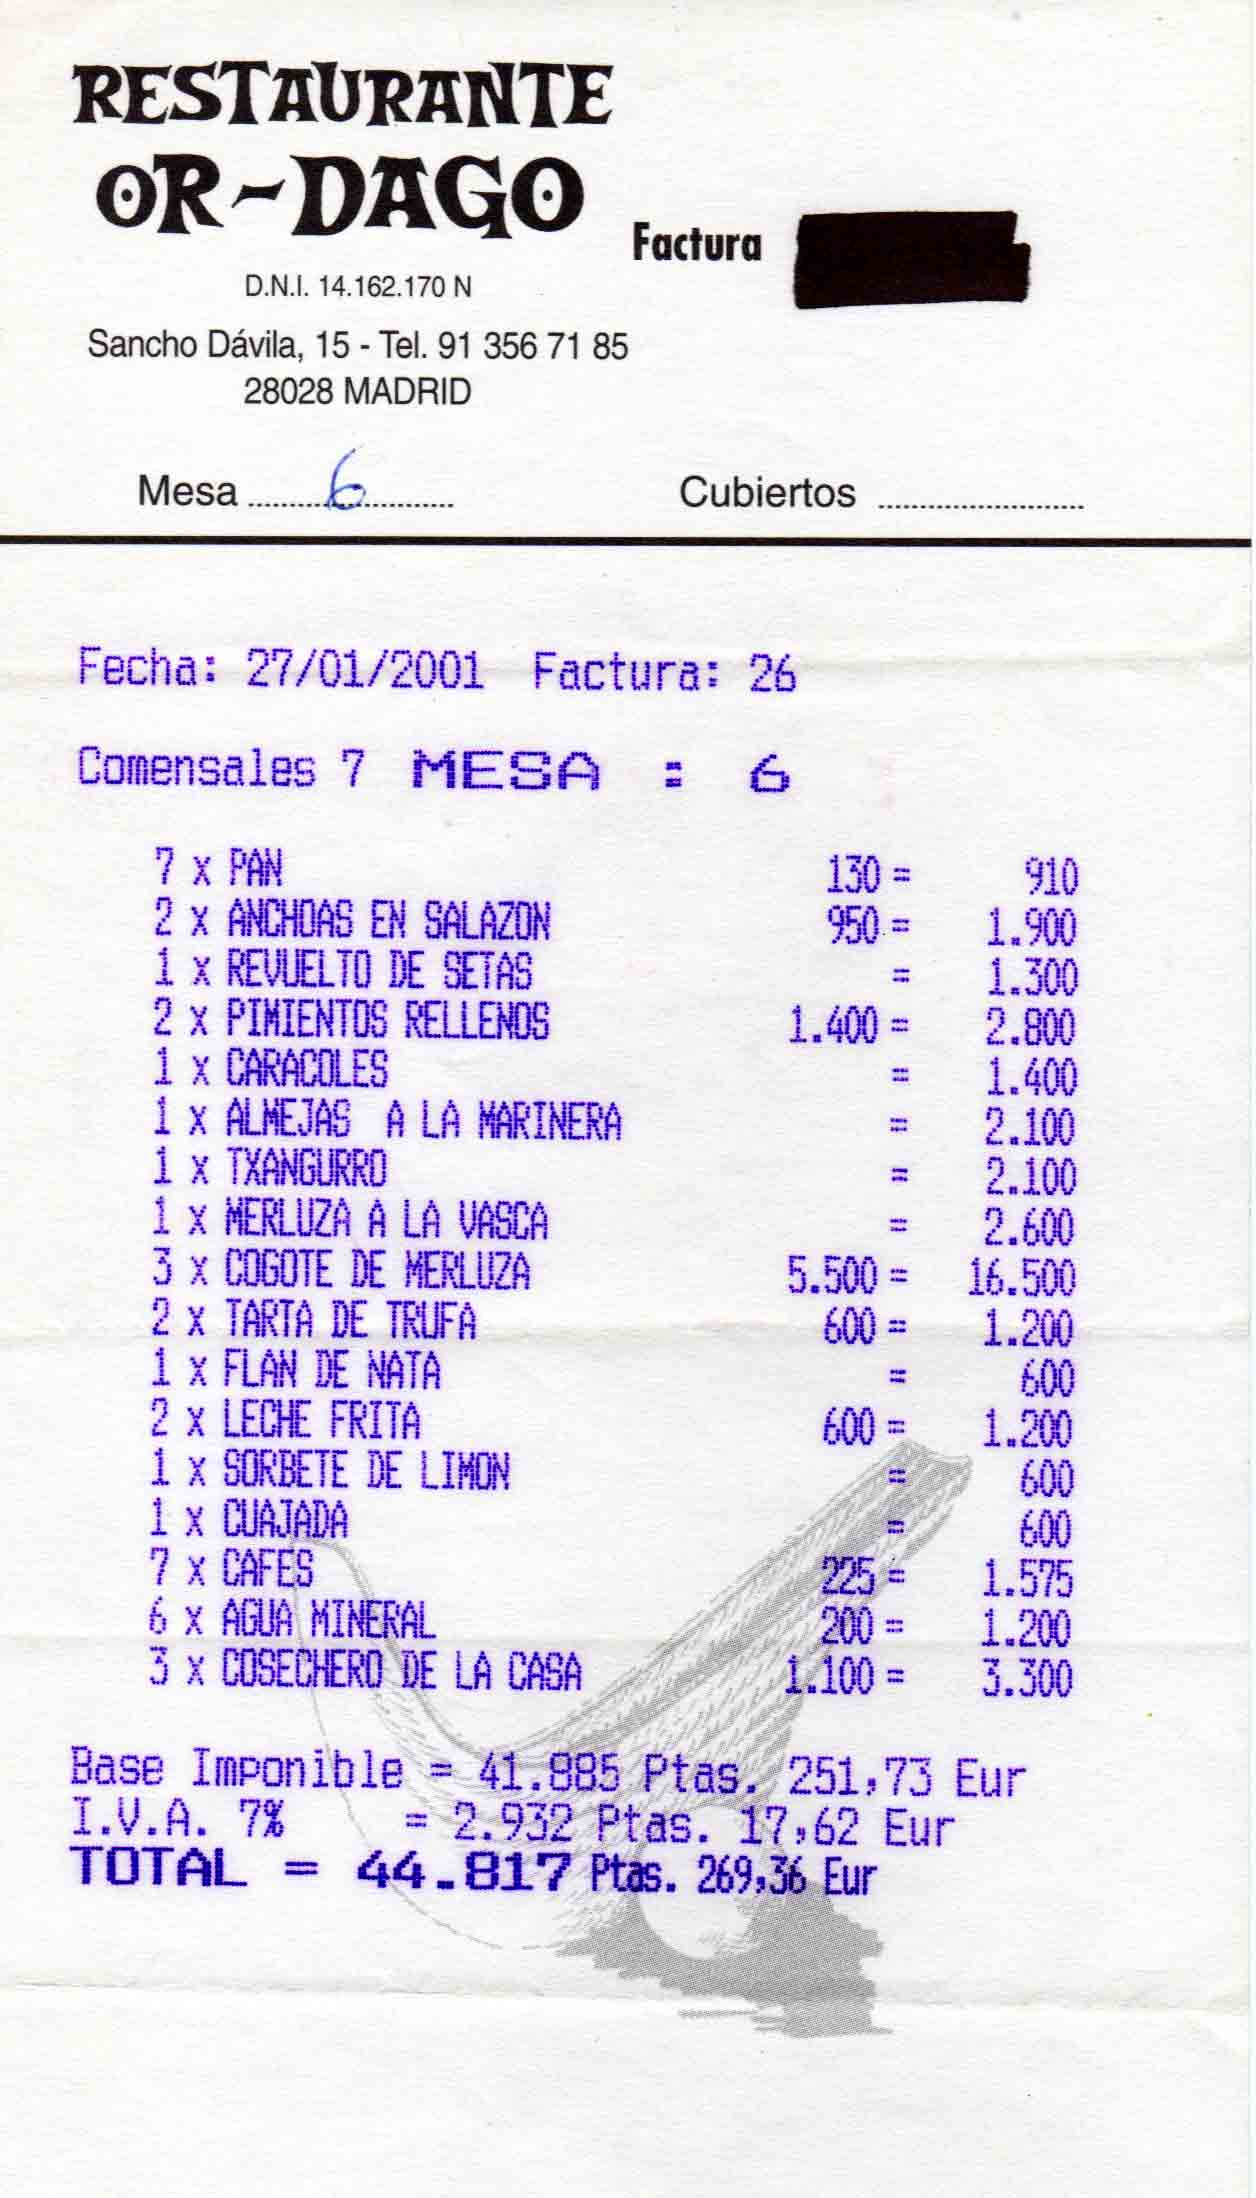 RESTAURANTE
OR-DAGO
Factura
D.N.I. 14.162.170 N
Sancho Dávila, 15 - Tel. 91 356 71 85
28028 MADRID
Mesa 6 Cubiertos
Fecha: 27/01/2001 Factura: 26
Comensales 7 MESA : 6
7 x PAN 130 = 910
2 x ANCHOAS EN SALAZON 950 = 1.900
1 x REVUELTO DE SETAS = 1.300
2 x PIMIENTOS RELLENOS 1.400 = 2.800
1 x CARACOLES = 1.400
1 x ALMEJAS A LA MARINERA = 2.100
1 x TXANGURRO = 2.100
1 x MERLUZA A LA VASCA = 2.600
3 x COGOTE DE MERLUZA 5.500 = 16.500
2 x TARTA DE TRUFA 600 = 1.200
1 x FLAN DE NATA = 600
2 x LECHE FRITA 600 = 1.200
1 x SORBETE DE LIMON = 600
1 x CUAJADA = 600
7 x CAFES 225 = 1.575
6 x AGUA MINERAL 200 = 1.200
3 x COSECHERO DE LA CASA 1.100 = 3.300
Base Imponible = 41.885 Ptas. 251,73 Eur
I.V.A. 7% = 2.932 Ptas. 17,62 Eur
TOTAL = 44.817 Ptas. 269,36 Eur